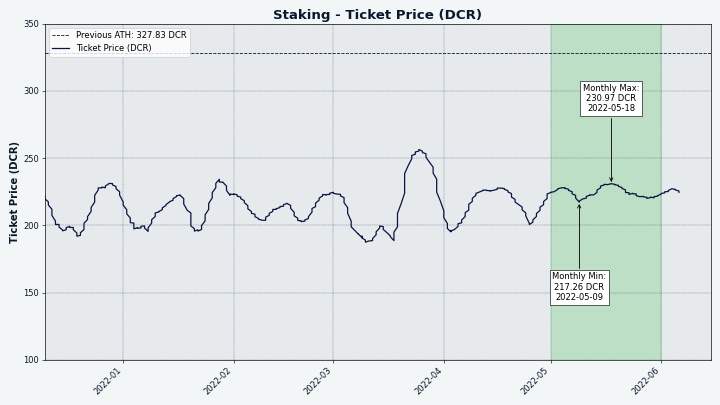 Staking - Ticket Price (DCR)
Previous ATH: 327.83 DCR
Ticket Price (DCR)
Ticket Price (DCR)
350
300
250
200
150
100
Monthly Max:
230.97 DCR
2022-05-18
Monthly Min:
217.26 DCR
2022-05-09
2022-01
2022-02
2022-03
2022-04
2022-05
2022-06